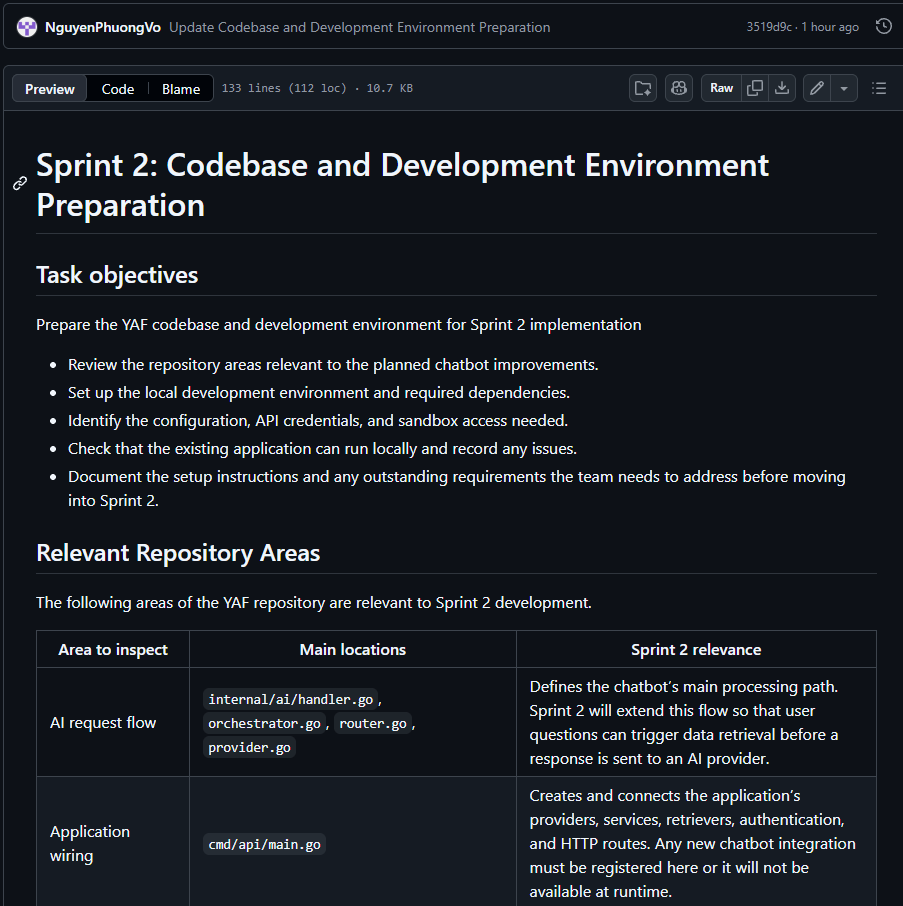 NguyenPhuongVo Update Codebase and Development Environment Preparation 3519d9c · 1 hour ago
Preview Code Blame 133 lines (112 loc) · 10.7 KB Raw
Sprint 2: Codebase and Development Environment
Preparation
Task objectives
Prepare the YAF codebase and development environment for Sprint 2 implementation
• Review the repository areas relevant to the planned chatbot improvements.
• Set up the local development environment and required dependencies.
• Identify the configuration, API credentials, and sandbox access needed.
• Check that the existing application can run locally and record any issues.
• Document the setup instructions and any outstanding requirements the team needs to address before moving
into Sprint 2.
Relevant Repository Areas
The following areas of the YAF repository are relevant to Sprint 2 development.
Area to inspect Main locations Sprint 2 relevance
AI request flow
internal/ai/handler.go,
orchestrator.go, router.go,
provider.go
Defines the chatbot’s main processing path.
Sprint 2 will extend this flow so that user
questions can trigger data retrieval before a
response is sent to an AI provider.
Application
wiring
cmd/api/main.go
Creates and connects the application’s
providers, services, retrievers, authentication,
and HTTP routes. Any new chatbot integration
must be registered here or it will not be
available at runtime.